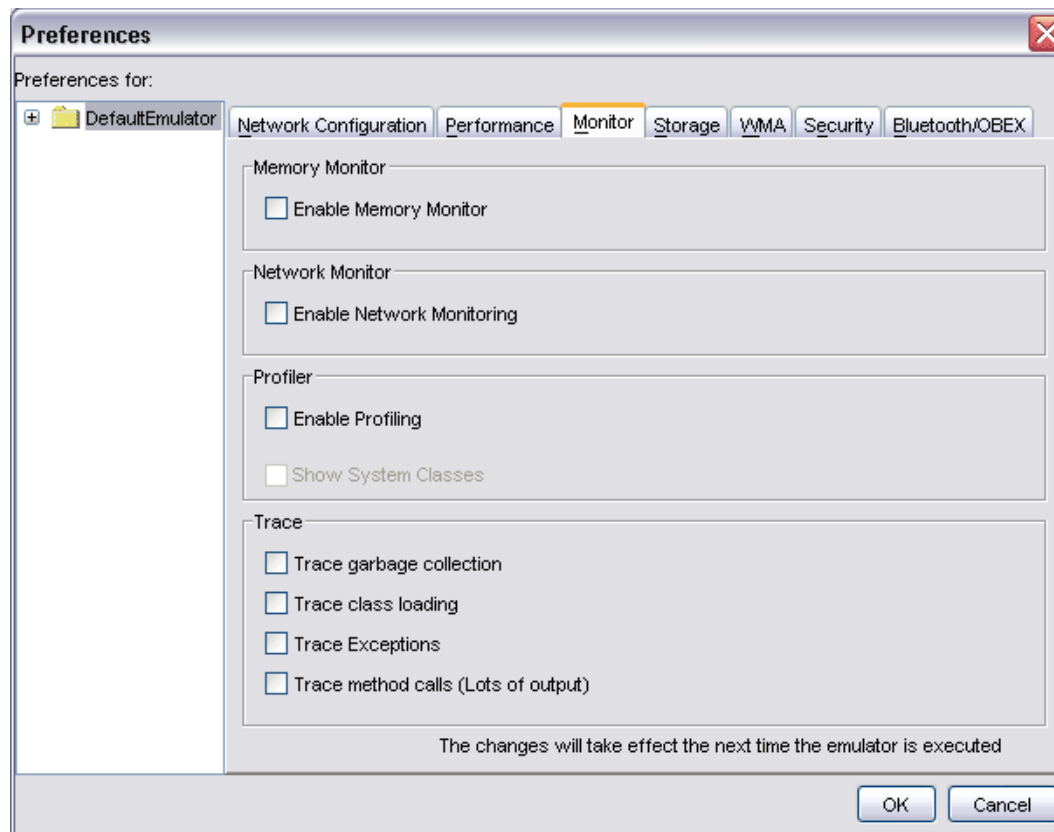 Preferences
Preferences for:
DefaultEmulator
Network Configuration
Performance
Monitor
Storage
WMA
Security
Bluetooth/OBEX
Memory Monitor
Enable Memory Monitor
Network Monitor
Enable Network Monitoring
Profiler
Enable Profiling
Show System Classes
Trace
Trace garbage collection
Trace class loading
Trace Exceptions
Trace method calls (Lots of output)
The changes will take effect the next time the emulator is executed
OK
Cancel